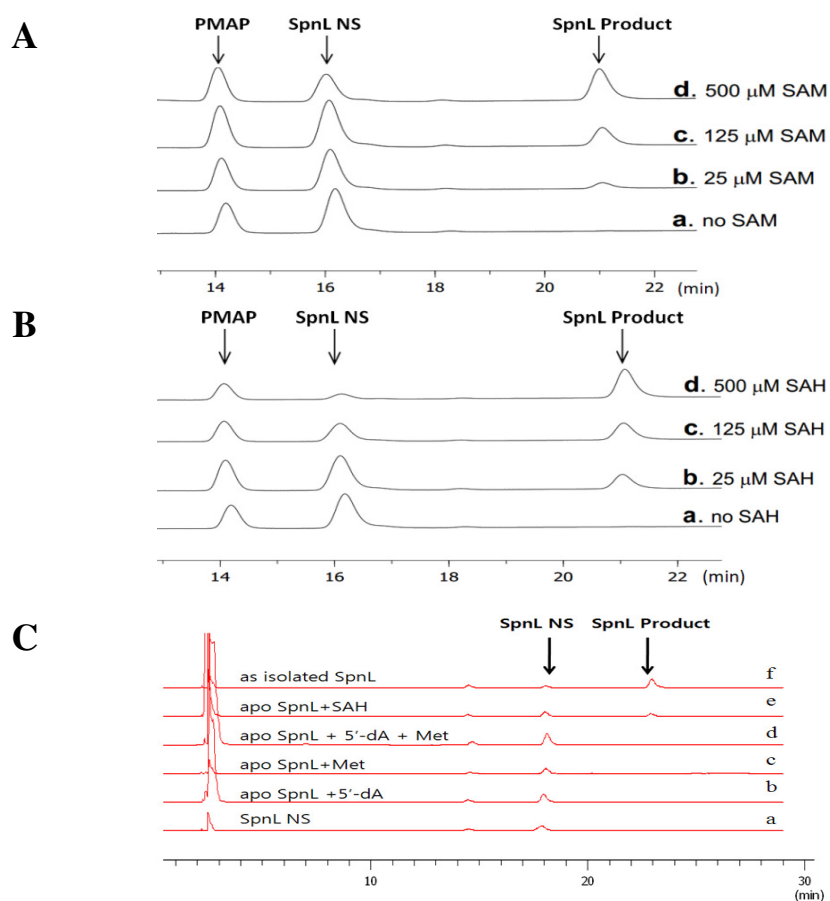 A
PMAP SpnL NS SpnL Product
d. 500 μM SAM
c. 125 μM SAM
b. 25 μM SAM
a. no SAM
14 16 18 20 22 (min)
B
PMAP SpnL NS SpnL Product
d. 500 μM SAH
c. 125 μM SAH
b. 25 μM SAH
a. no SAH
14 16 18 20 22 (min)
C
SpnL NS SpnL Product
as isolated SpnL f
apo SpnL+SAH e
apo SpnL + 5′-dA + Met d
apo SpnL+Met c
apo SpnL +5′-dA b
SpnL NS a
10 20 30
(min)